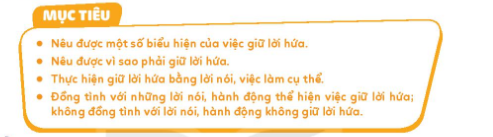 MỤC TIÊU
• Nêu được một số biểu hiện của việc giữ lời hứa.
• Nêu được vì sao phải giữ lời hứa.
• Thực hiện giữ lời hứa bằng lời nói, việc làm cụ thể.
• Đồng tình với những lời nói, hành động thể hiện việc giữ lời hứa;
không đồng tình với lời nói, hành động không giữ lời hứa.